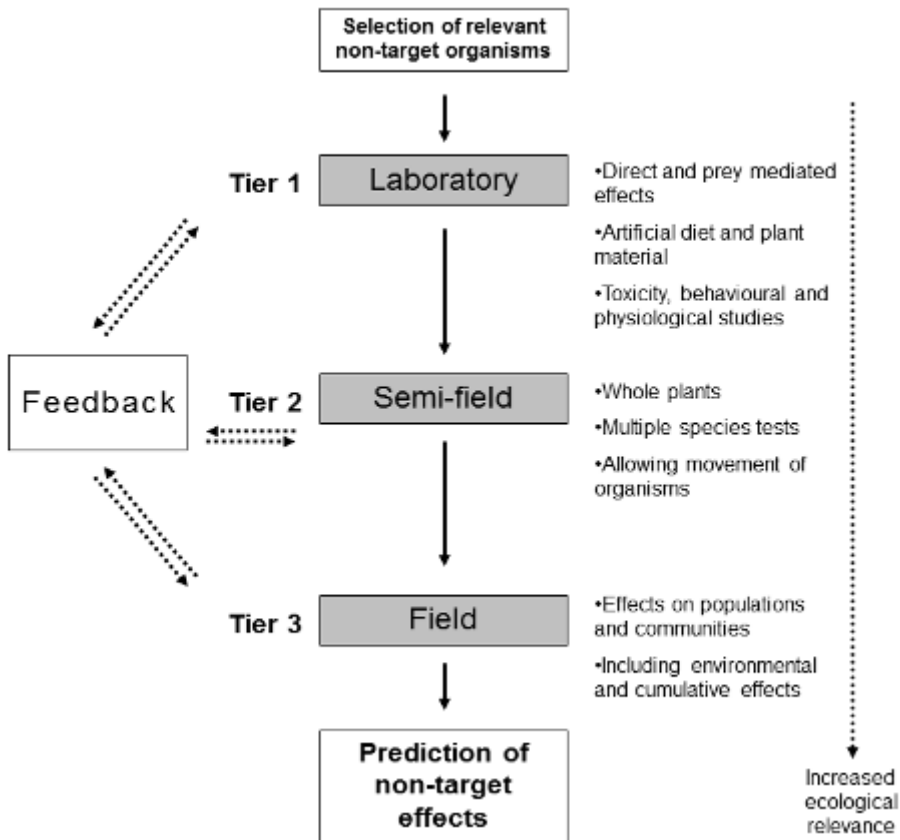 Selection of relevant
non-target organisms
Tier 1
Laboratory
•Direct and prey mediated
effects
•Artificial diet and plant
material
•Toxicity, behavioural and
physiological studies
Feedback
Tier 2
Semi-field
•Whole plants
•Multiple species tests
•Allowing movement of
organisms
Tier 3
Field
•Effects on populations
and communities
•Including environmental
and cumulative effects
Prediction of
non-target
effects
Increased
ecological
relevance